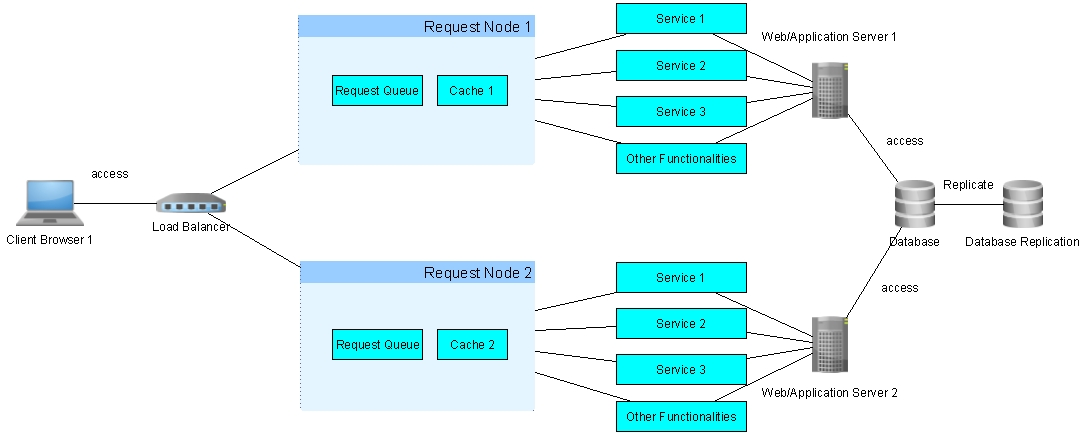 Request Node 1
Request Queue
Cache 1
Service 1
Service 2
Service 3
Other Functionalities
Web/Application Server 1
access
access
Client Browser 1
Load Balancer
Replicate
Database
Database Replication
Request Node 2
Request Queue
Cache 2
Service 1
Service 2
Service 3
Other Functionalities
access
Web/Application Server 2